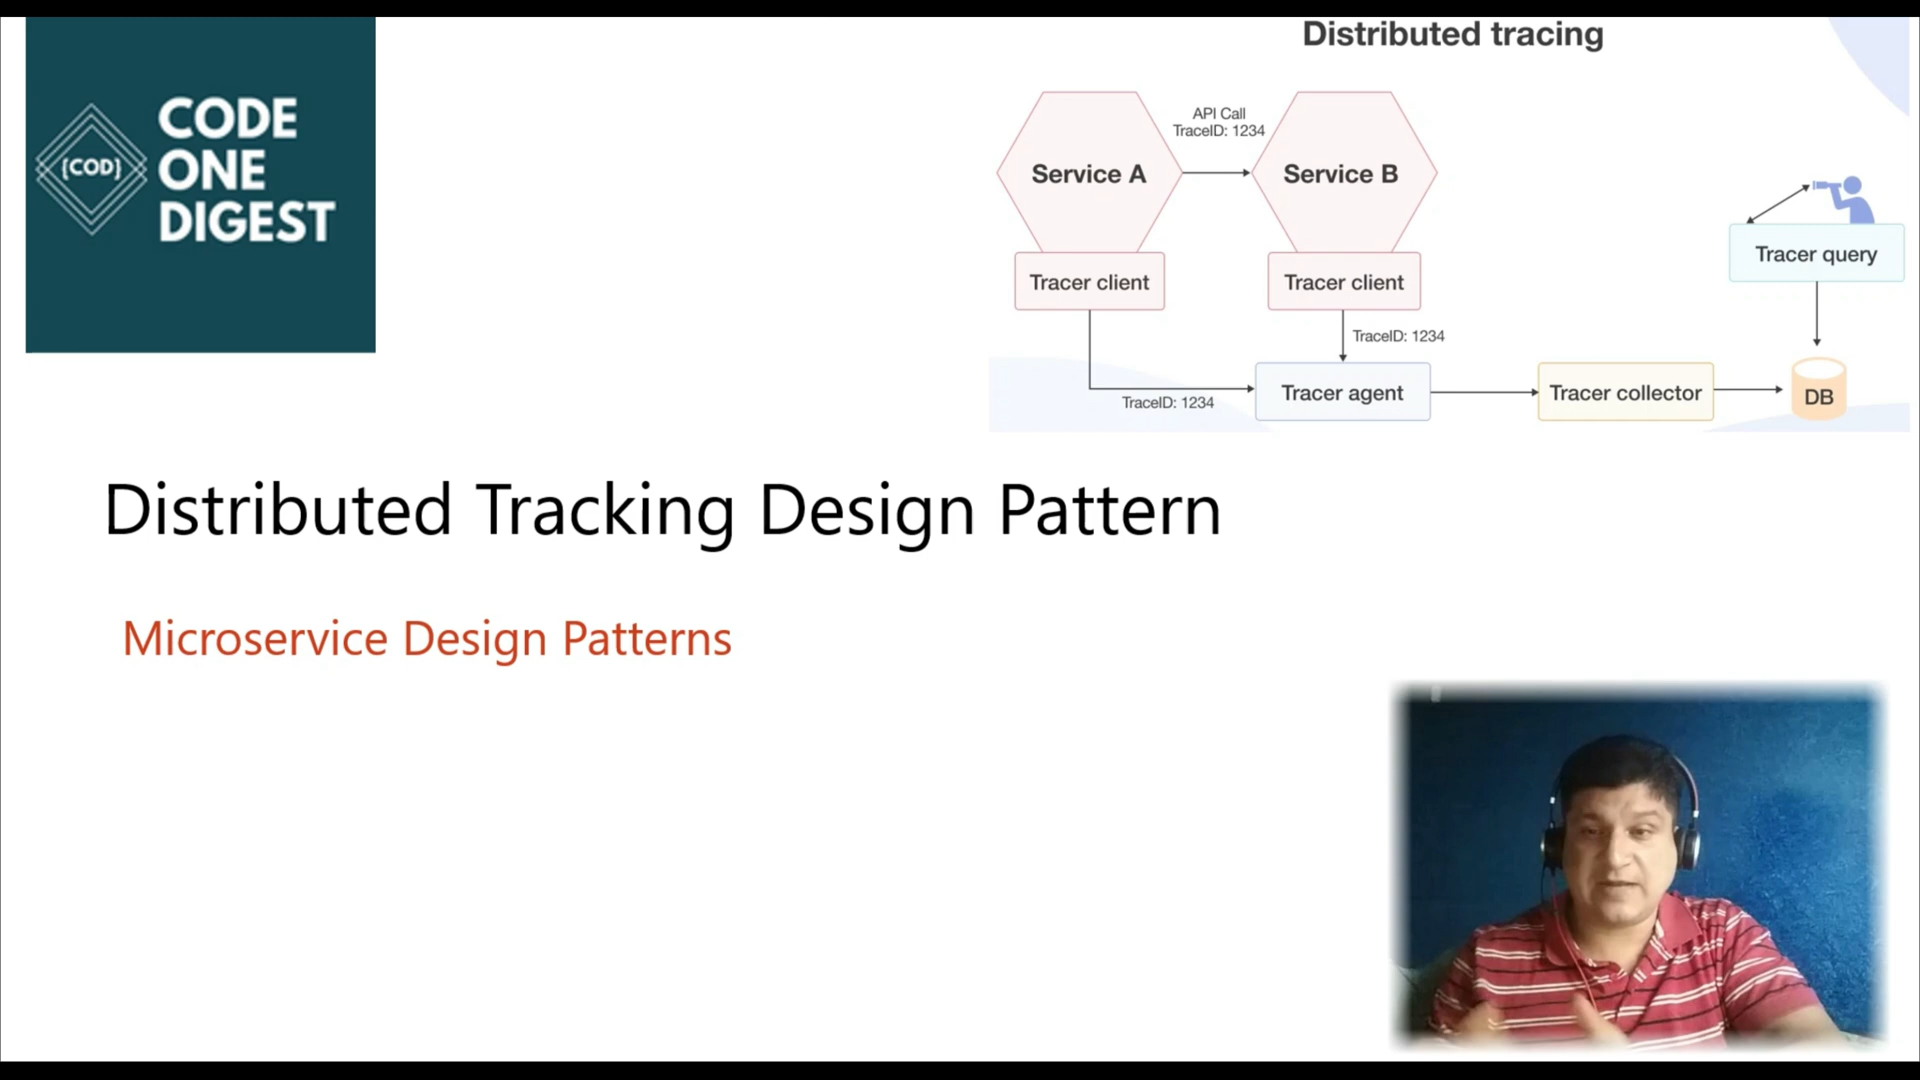 {COD}
CODE
ONE
DIGEST
Distributed tracing
API Call
TraceID: 1234
Service A
Service B
Tracer query
Tracer client
Tracer client
TraceID: 1234
Tracer agent
Tracer collector
DB
TraceID: 1234
Distributed Tracking Design Pattern
Microservice Design Patterns